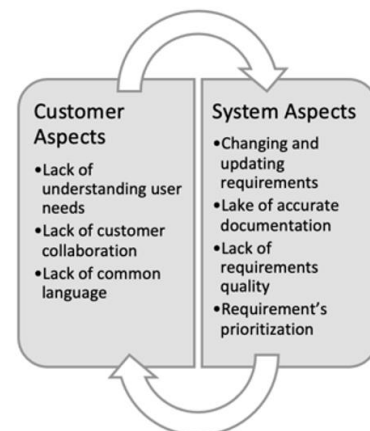 Customer
Aspects
•Lack of
understanding user
needs
•Lack of customer
collaboration
•Lack of common
language
System Aspects
•Changing and
updating
requirements
•Lake of accurate
documentation
•Lack of
requirements
quality
•Requirement's
prioritization